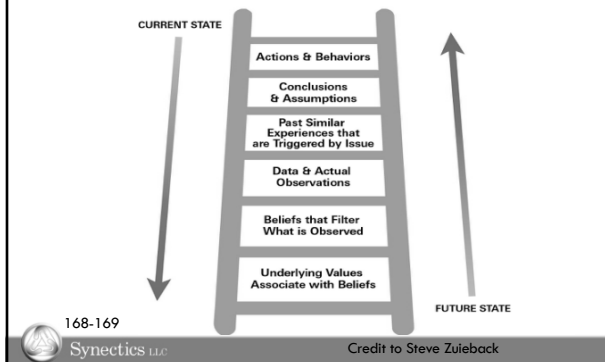 CURRENT STATE
Actions & Behaviors
Conclusions
& Assumptions
Past Similar
Experiences that
are Triggered by Issue
Data & Actual
Observations
Beliefs that Filter
What is Observed
Underlying Values
Associate with Beliefs
FUTURE STATE
168-169
Synectics LLC
Credit to Steve Zuieback